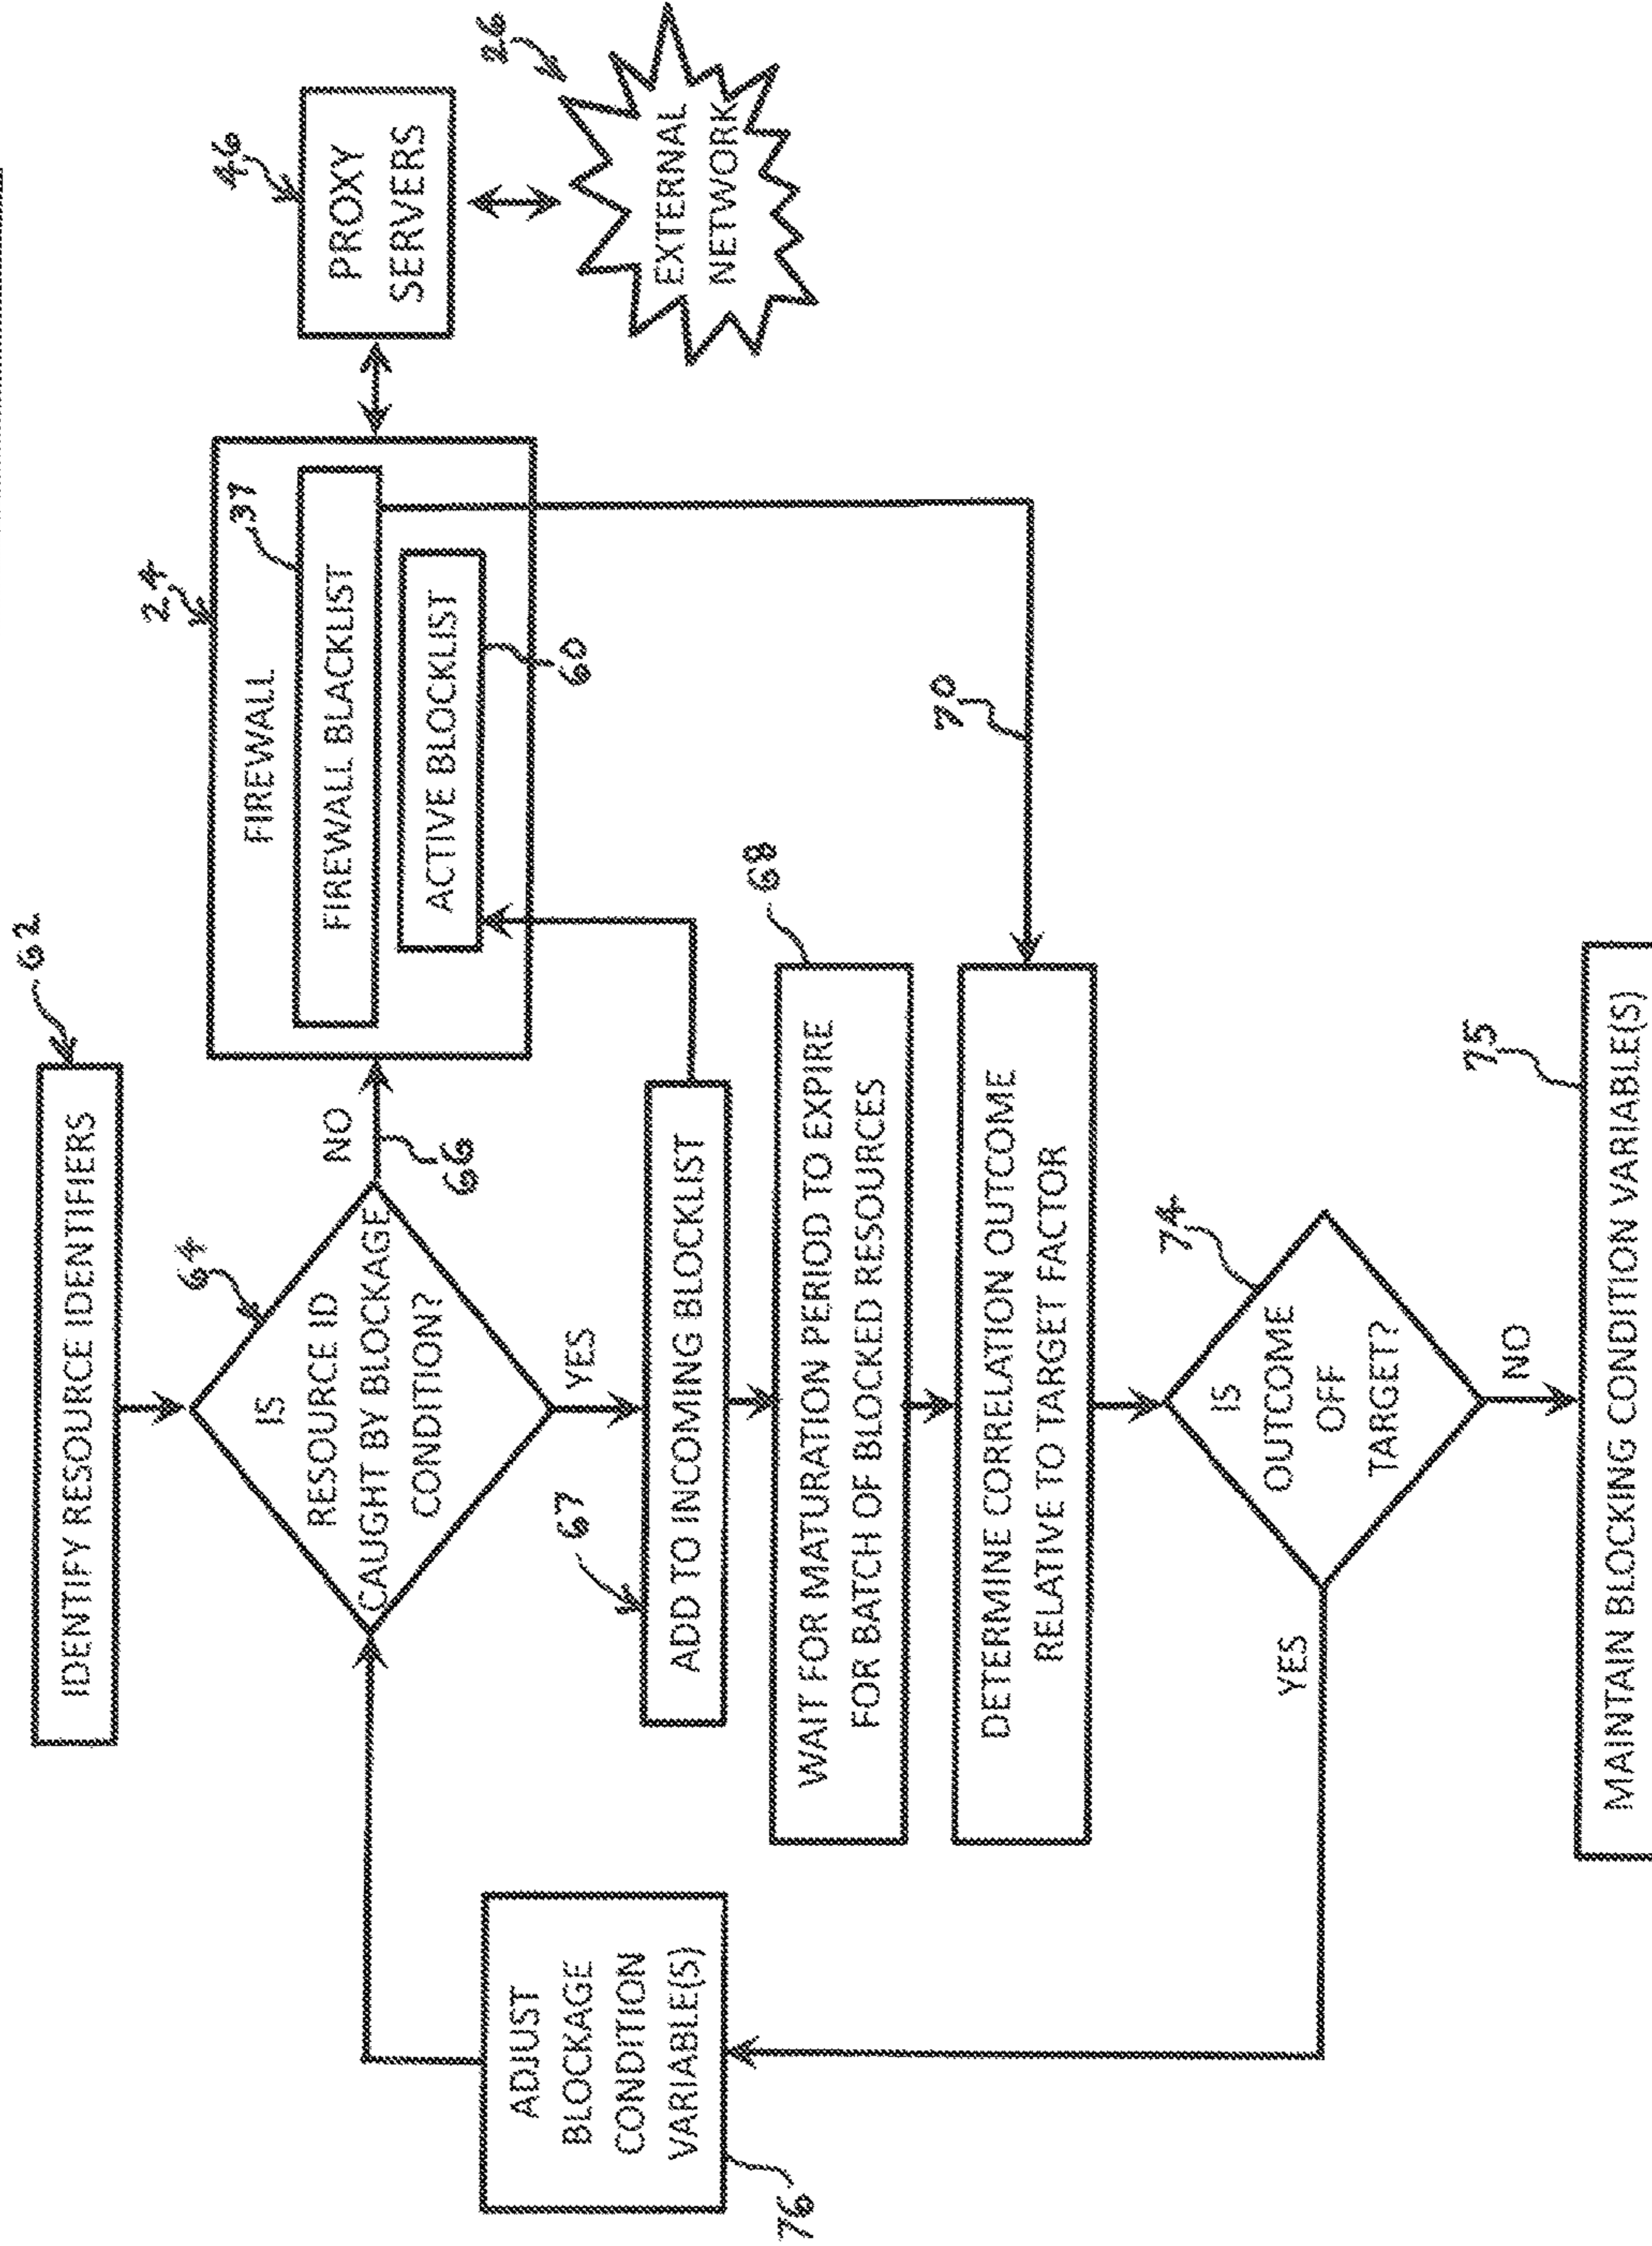 62
IDENTIFY RESOURCE IDENTIFIERS
64
IS
RESOURCE ID
CAUGHT BY BLOCKAGE
CONDITION?
NO
66
YES
24
FIREWALL
37
FIREWALL BLACKLIST
ACTIVE BLOCKLIST
60
46
PROXY
SERVERS
26
EXTERNAL
NETWORK
67
ADD TO INCOMING BLOCKLIST
68
WAIT FOR MATURATION PERIOD TO EXPIRE
FOR BATCH OF BLOCKED RESOURCES
70
DETERMINE CORRELATION OUTCOME
RELATIVE TO TARGET FACTOR
74
IS
OUTCOME
OFF
TARGET?
YES
NO
ADJUST
BLOCKAGE
CONDITION
VARIABLE(S)
76
75
MAINTAIN BLOCKING CONDITION VARIABLE(S)